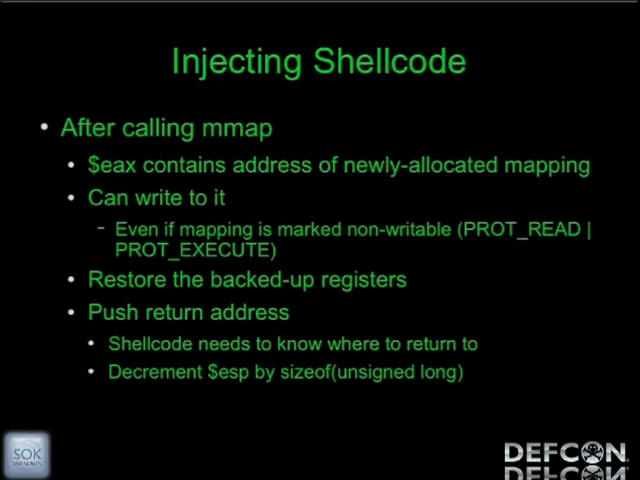 Injecting Shellcode
After calling mmap
$eax contains address of newly-allocated mapping
Can write to it
Even if mapping is marked non-writable (PROT_READ |
PROT_EXECUTE)
Restore the backed-up registers
Push return address
Shellcode needs to know where to return to
Decrement $esp by sizeof(unsigned long)
SOK
DEFCON